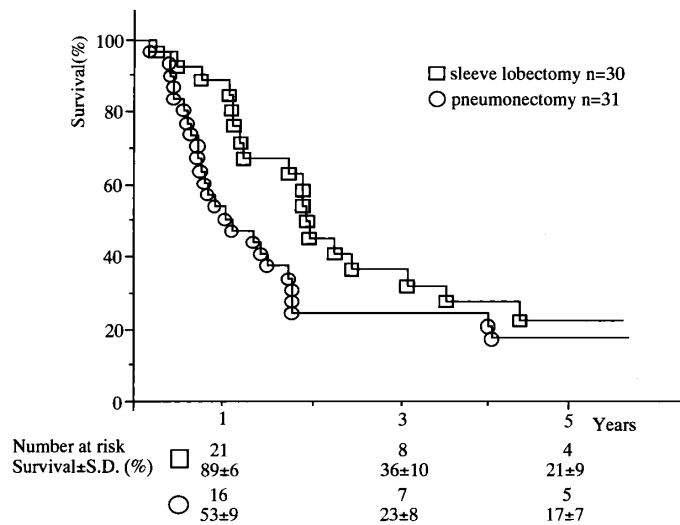 Survival(%)
100
80
60
40
20
0
sleeve lobectomy n=30
pneumonectomy n=31
1 3 5 Years
Number at risk 21 8 4
Survival±S.D. (%) 89±6 36±10 21±9
16 7 5
53±9 23±8 17±7